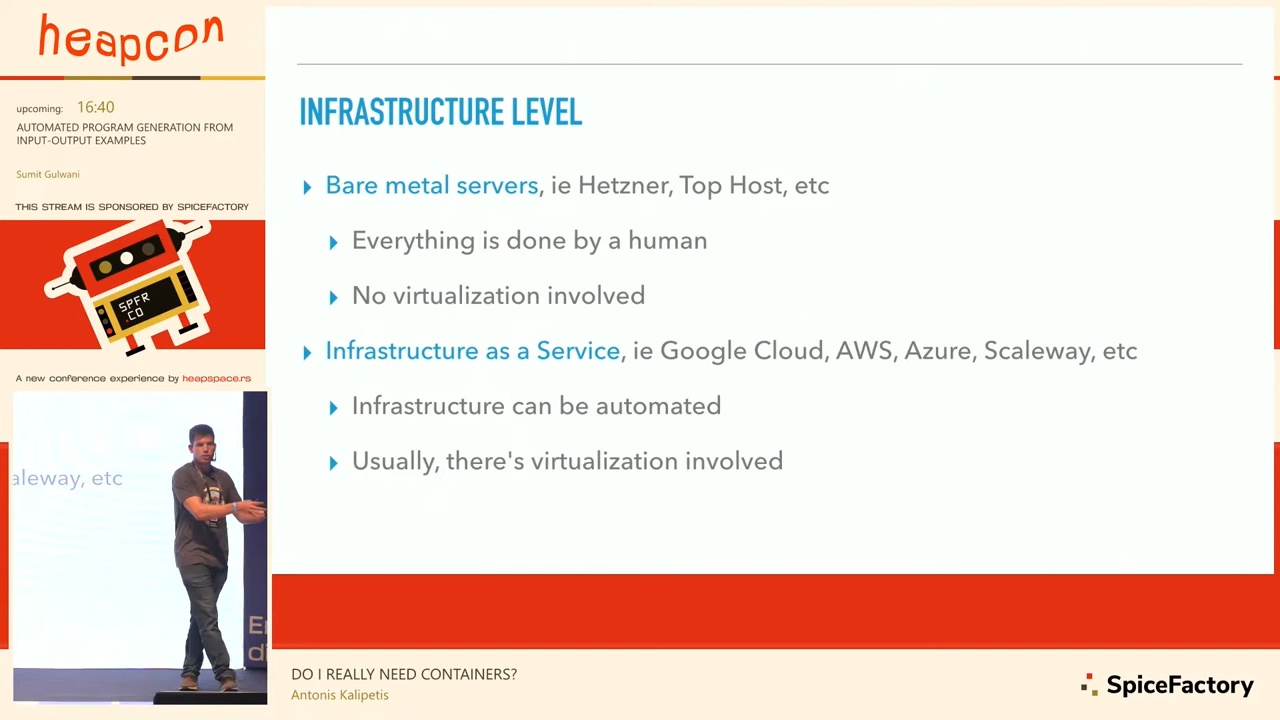 heapcon
upcoming: 16:40
AUTOMATED PROGRAM GENERATION FROM
INPUT-OUTPUT EXAMPLES
Sumit Gulwani
THIS STREAM IS SPONSORED BY SPICEFACTORY
SPFR
.CO
A new conference experience by heapspace.rs
aleway, etc
E
d
INFRASTRUCTURE LEVEL
Bare metal servers, ie Hetzner, Top Host, etc
Everything is done by a human
No virtualization involved
Infrastructure as a Service, ie Google Cloud, AWS, Azure, Scaleway, etc
Infrastructure can be automated
Usually, there's virtualization involved
DO I REALLY NEED CONTAINERS?
Antonis Kalipetis
SpiceFactory